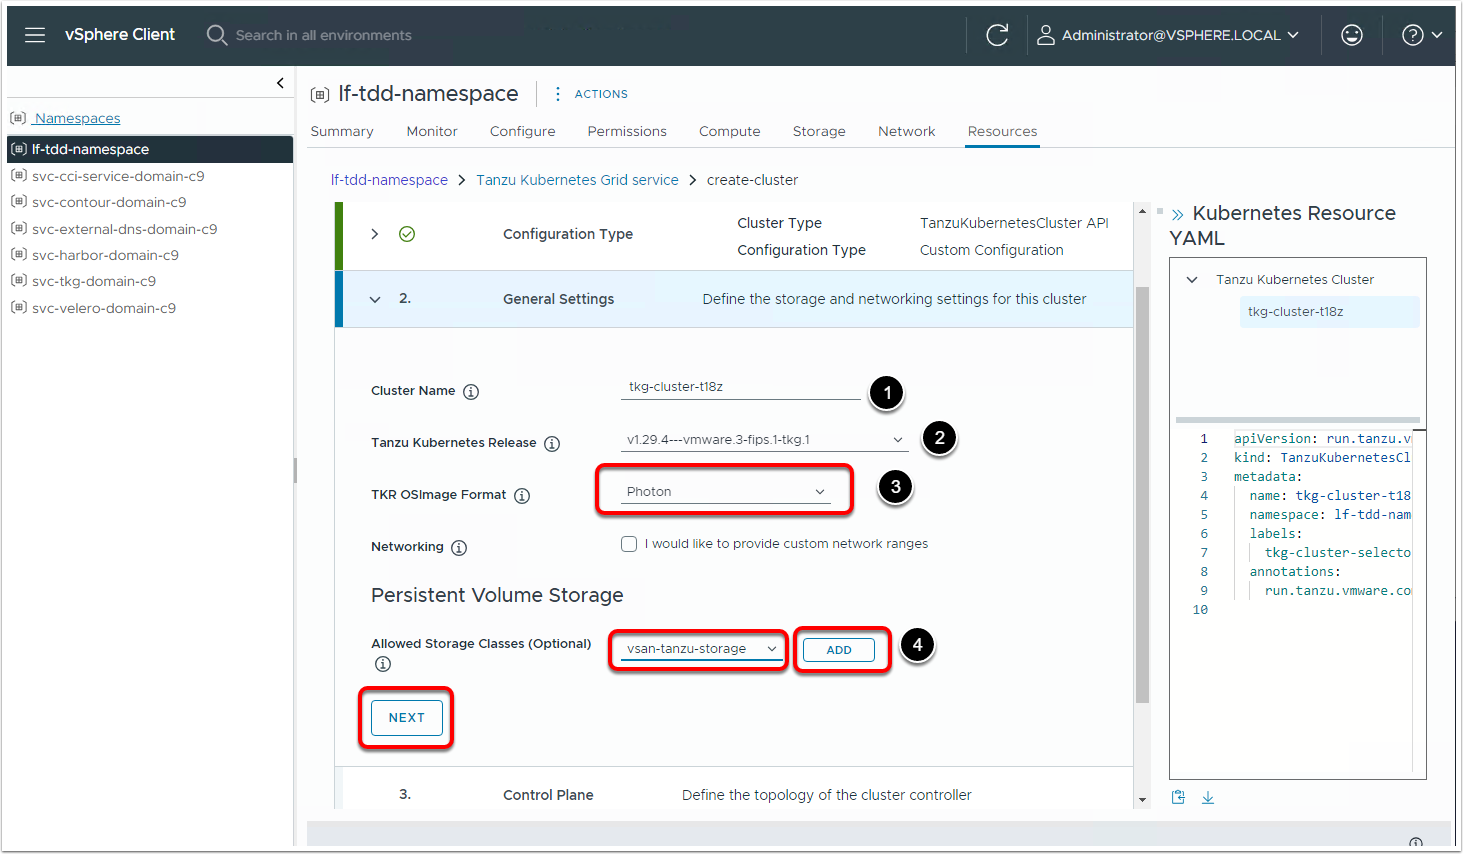 vSphere Client
Search in all environments
Administrator@VSPHERE.LOCAL
Namespaces
lf-tdd-namespace
svc-cci-service-domain-c9
svc-contour-domain-c9
svc-external-dns-domain-c9
svc-harbor-domain-c9
svc-tkg-domain-c9
svc-velero-domain-c9
lf-tdd-namespace
ACTIONS
Summary Monitor Configure Permissions Compute Storage Network Resources
lf-tdd-namespace > Tanzu Kubernetes Grid service > create-cluster
Configuration Type
Cluster Type TanzuKubernetesCluster API
Configuration Type Custom Configuration
2. General Settings Define the storage and networking settings for this cluster
Cluster Name tkg-cluster-t18z 1
Tanzu Kubernetes Release v1.29.4---vmware.3-fips.1-tkg.1 2
TKR OSImage Format Photon 3
Networking I would like to provide custom network ranges
Persistent Volume Storage
Allowed Storage Classes (Optional) vsan-tanzu-storage ADD 4
NEXT
3. Control Plane Define the topology of the cluster controller
Kubernetes Resource
YAML
Tanzu Kubernetes Cluster
tkg-cluster-t18z
1 apiVersion: run.tanzu.v
2 kind: TanzuKubernetesCl
3 metadata:
4 name: tkg-cluster-t18
5 namespace: lf-tdd-nam
6 labels:
7 tkg-cluster-selecto
8 annotations:
9 run.tanzu.vmware.co
10